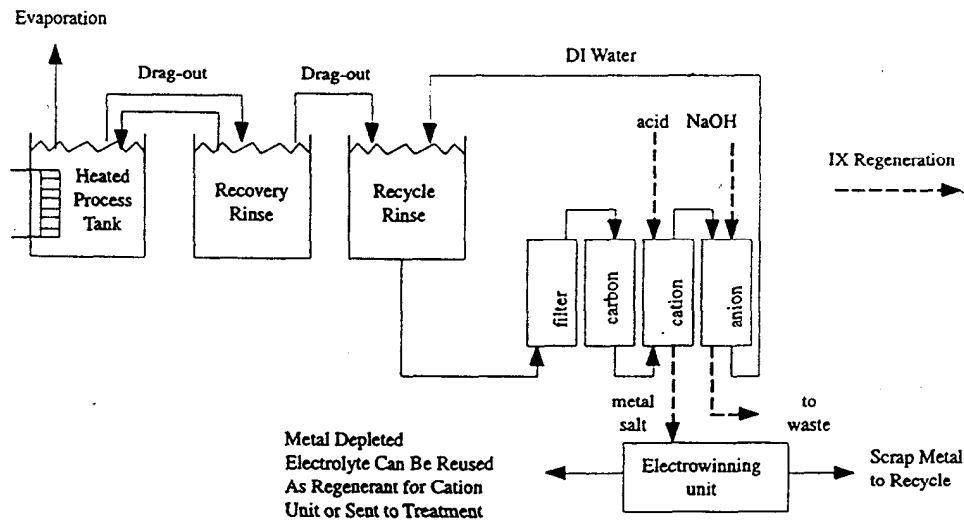 Evaporation
Drag-out
Drag-out
DI Water
acid
NaOH
IX Regeneration
Heated
Process
Tank
Recovery
Rinse
Recycle
Rinse
filter
carbon
cation
anion
metal
salt
to
waste
Metal Depleted
Electrolyte Can Be Reused
As Regenerant for Cation
Unit or Sent to Treatment
Electrowinning
unit
Scrap Metal
to Recycle